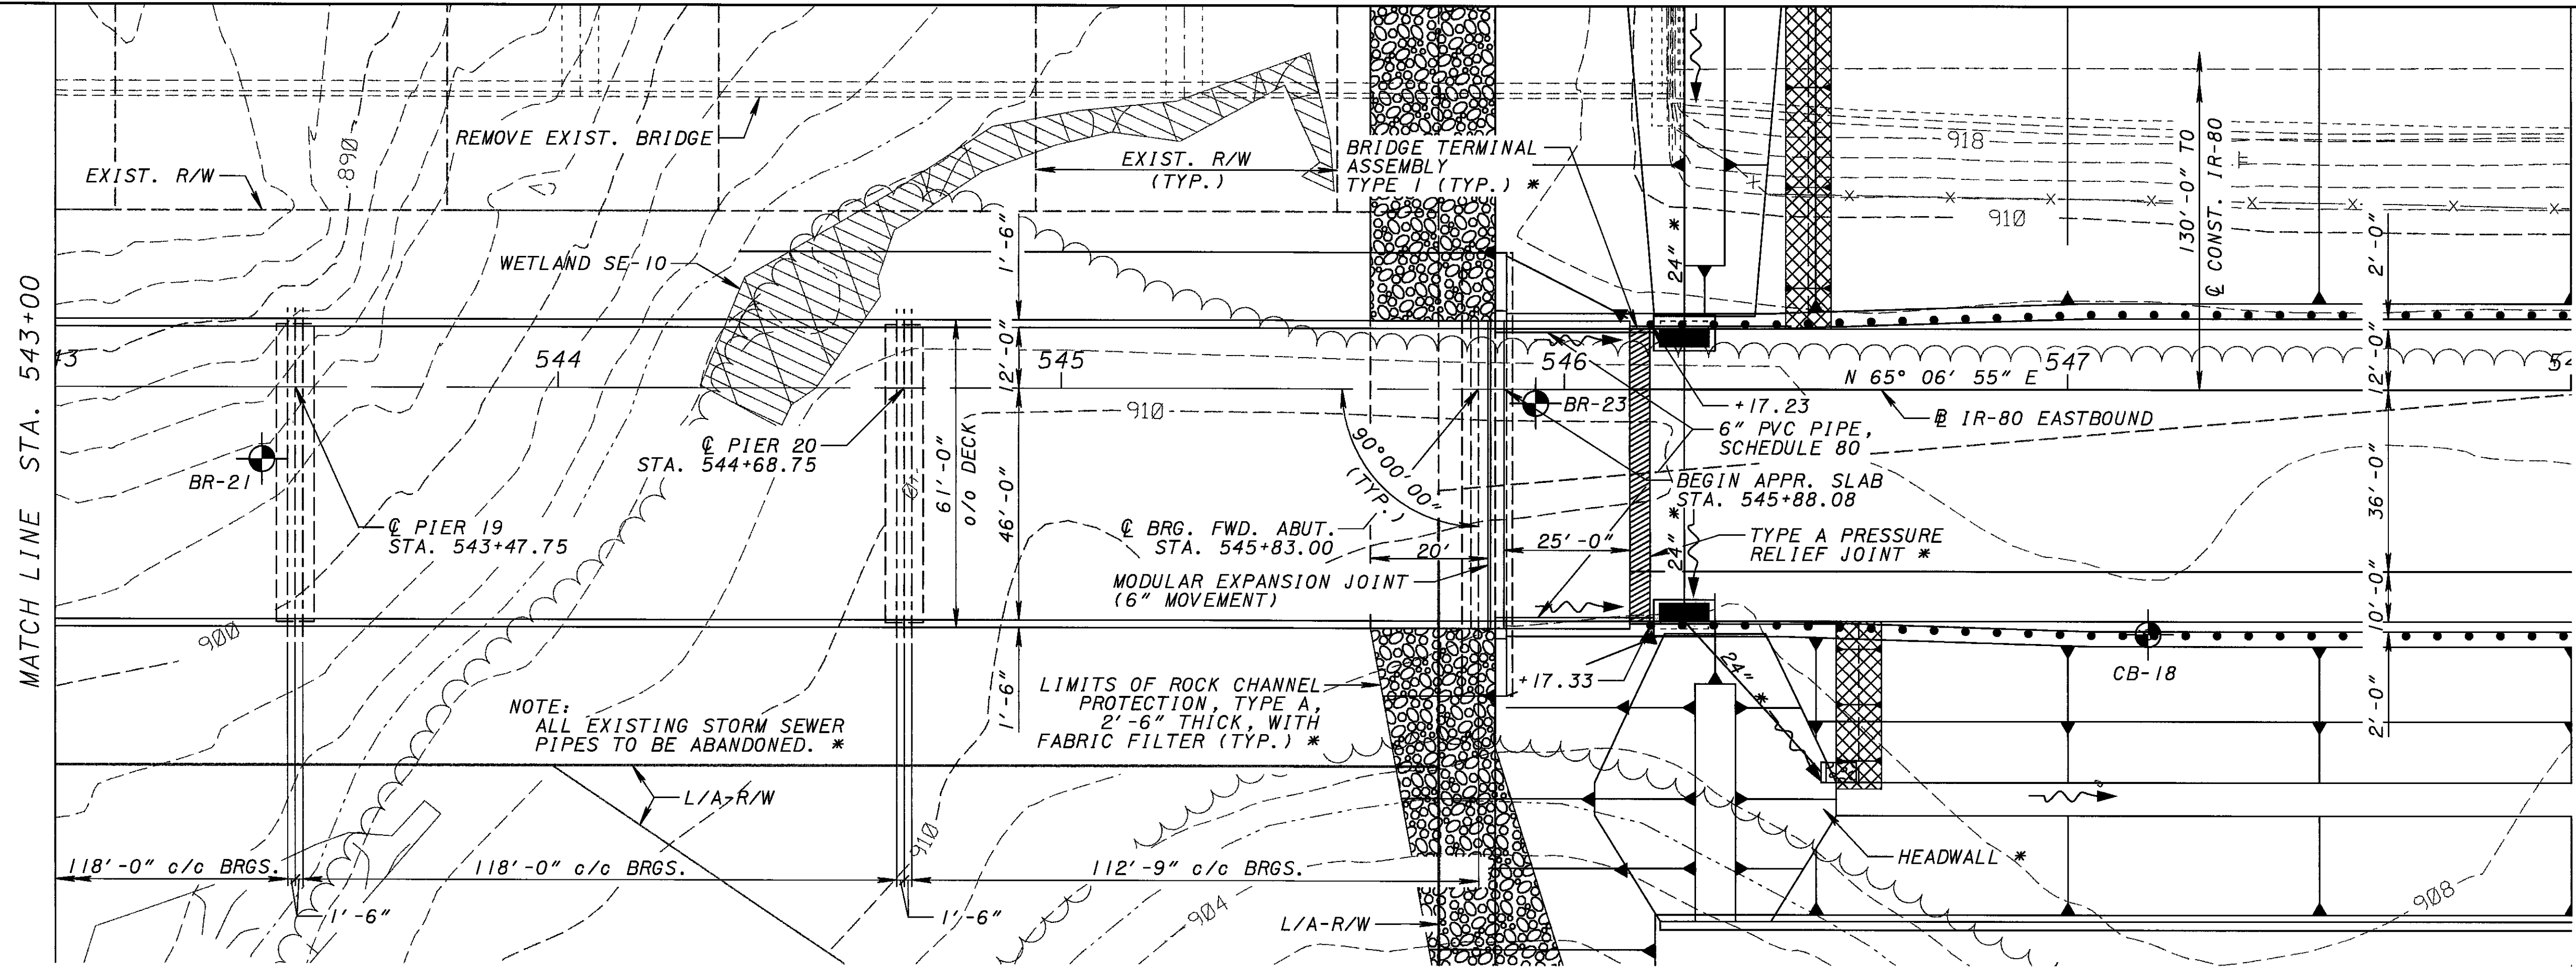 MATCH LINE STA. 543+00
EXIST. R/W
890
REMOVE EXIST. BRIDGE
WETLAND SE-10
EXIST. R/W
(TYP.)
BRIDGE TERMINAL
ASSEMBLY
TYPE 1 (TYP.) *
24" *
918
910
130'-0" TO
℄ CONST. IR-80
2'-0"
12'-0"
36'-0"
10'-0"
2'-0"
1'-6"
12'-0"
46'-0"
1'-6"
61'-0"
o/o DECK
43
544
545
546
547
54
N 65° 06' 55" E
BR-21
℄ PIER 19
STA. 543+47.75
℄ PIER 20
STA. 544+68.75
910
90°00'00"
(TYP.)
BR-23
+17.23
6" PVC PIPE,
SCHEDULE 80
BEGIN APPR. SLAB
STA. 545+88.08
B IR-80 EASTBOUND
℄ BRG. FWD. ABUT.
STA. 545+83.00
20'
25'-0"
24" *
TYPE A PRESSURE
RELIEF JOINT *
MODULAR EXPANSION JOINT
(6" MOVEMENT)
900
NOTE:
ALL EXISTING STORM SEWER
PIPES TO BE ABANDONED. *
LIMITS OF ROCK CHANNEL
PROTECTION, TYPE A,
2'-6" THICK, WITH
FABRIC FILTER (TYP.) *
+17.33
24" *
CB-18
L/A-R/W
118'-0" c/c BRGS.
118'-0" c/c BRGS.
112'-9" c/c BRGS.
1'-6"
1'-6"
910
904
L/A-R/W
HEADWALL *
908